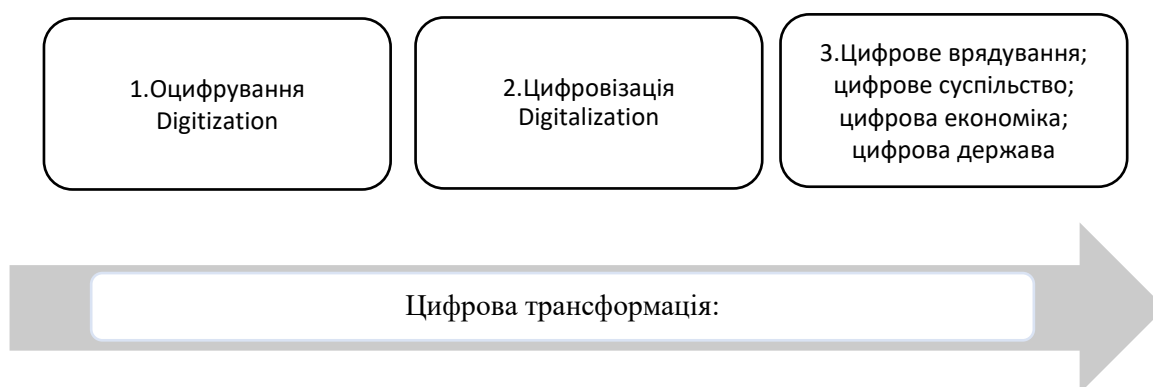 1.Оцифрування
Digitization
2.Цифровізація
Digitalization
3.Цифрове врядування;
цифрове суспільство;
цифрова економіка;
цифрова держава
Цифрова трансформація: